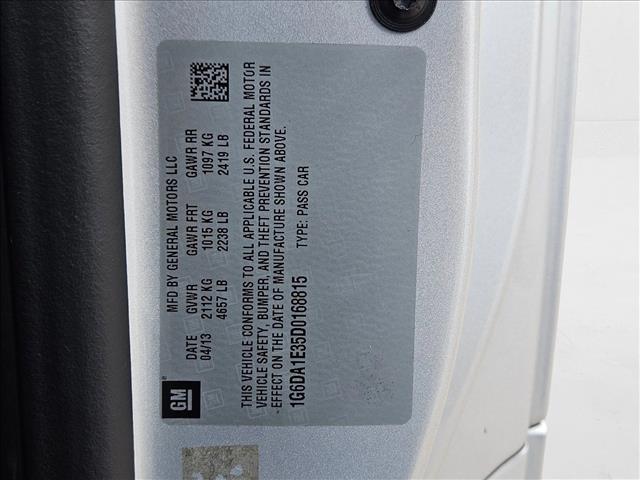 GM
MFD BY GENERAL MOTORS LLC
DATE GVWR GAWR FRT GAWR RR
04/13 2112 KG 1015 KG 1097 KG
4657 LB 2238 LB 2419 LB
THIS VEHICLE CONFORMS TO ALL APPLICABLE U.S. FEDERAL MOTOR
VEHICLE SAFETY, BUMPER, AND THEFT PREVENTION STANDARDS IN
EFFECT ON THE DATE OF MANUFACTURE SHOWN ABOVE.
1G6DA1E35D0168815 TYPE: PASS CAR